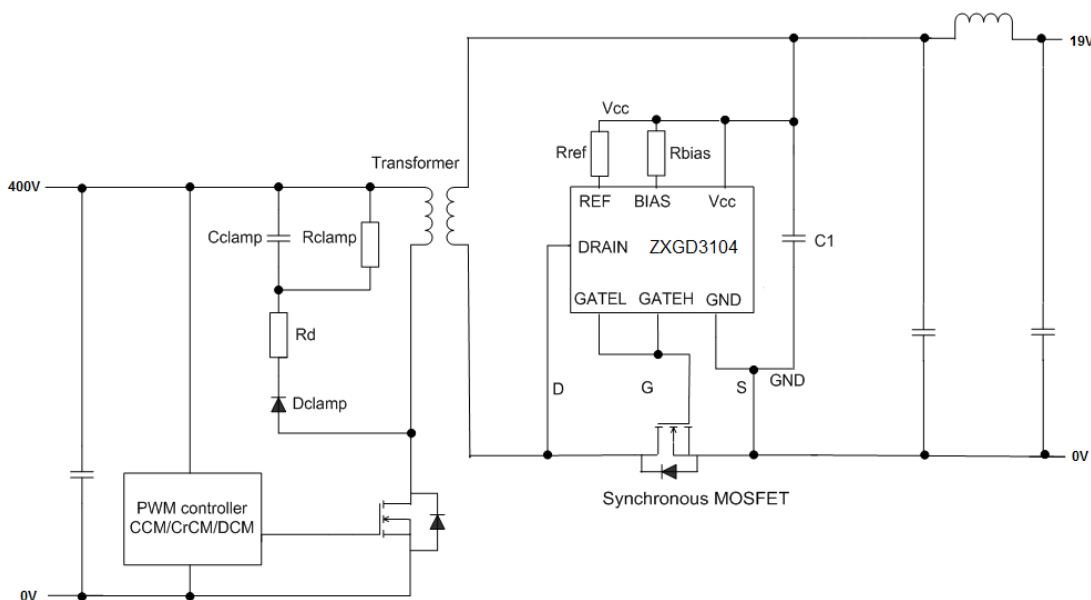 19V
Vcc
Rref
Rbias
Transformer
400V
REF BIAS Vcc
Cclamp
Rclamp
DRAIN ZXGD3104
C1
GATEL GATEH GND
Rd
D
G
S
GND
Dclamp
0V
Synchronous MOSFET
PWM controller
CCM/CrCM/DCM
0V